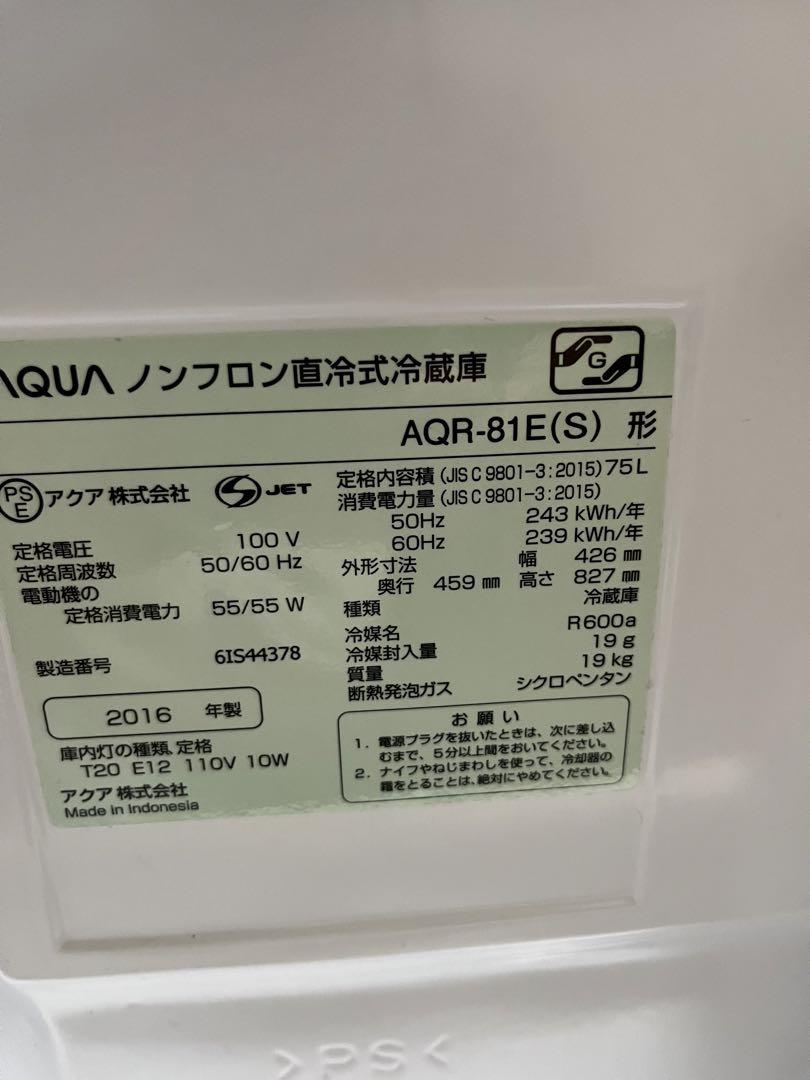 AQUA ノンフロン直冷式冷蔵庫
G
AQR-81E(S) 形
PS
E
アクア 株式会社
JET
定格電圧 100 V
定格周波数 50/60 Hz
電動機の
定格消費電力 55/55 W
製造番号 6IS44378
2016 年製
庫内灯の種類、定格
T20 E12 110V 10W
アクア 株式会社
Made in Indonesia
定格内容積 (JIS C 9801-3:2015) 75 L
消費電力量 (JIS C 9801-3:2015)
50Hz 243 kWh/年
60Hz 239 kWh/年
外形寸法 幅 426 mm
奥行 459 mm 高さ 827 mm
種類 冷蔵庫
冷媒名 R600a
冷媒封入量 19 g
質量 19 kg
断熱発泡ガス シクロペンタン
お願い
1. 電源プラグを抜いたときは、次に差し込
むまで、5分以上間をおいてください。
2. ナイフやねじまわしを使って、冷却器の
霜をとることは、絶対にやめてください。
>PS<